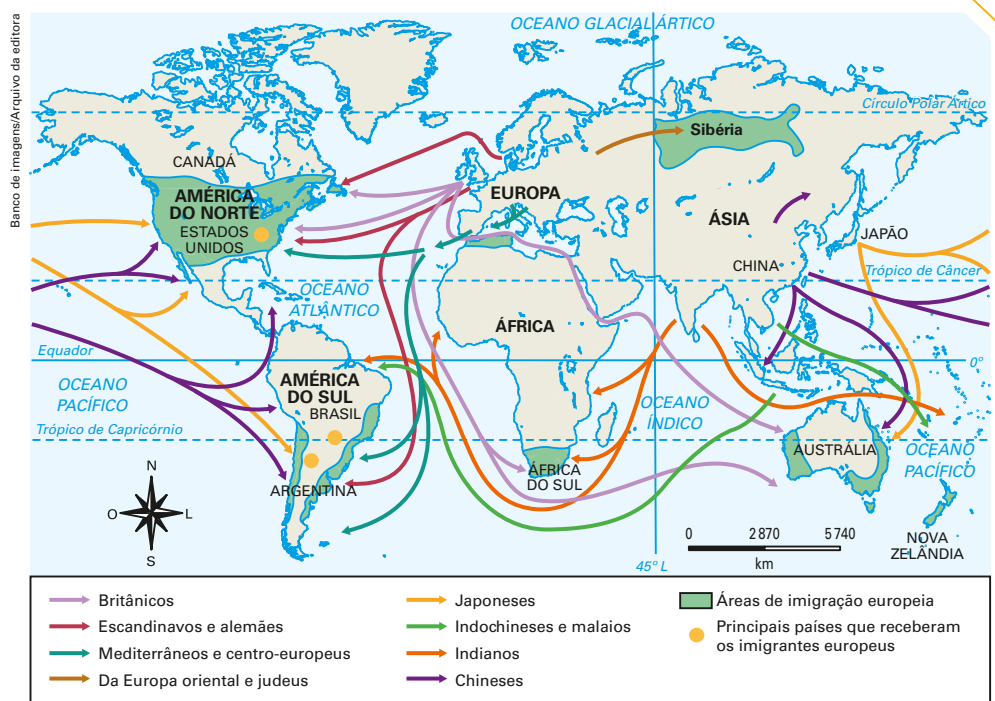 Banco de imagens/Arquivo da editora
OCEANO GLACIAL ÁRTICO
Círculo Polar Ártico
Sibéria
CANADÁ
AMÉRICA
DO NORTE
ESTADOS
UNIDOS
EUROPA
ÁSIA
JAPÃO
CHINA
Trópico de Câncer
OCEANO
ATLÂNTICO
ÁFRICA
Equador
0º
OCEANO
PACÍFICO
AMÉRICA
DO SUL
BRASIL
OCEANO
ÍNDICO
Trópico de Capricórnio
AUSTRÁLIA
OCEANO
PACÍFICO
ÁFRICA
DO SUL
ARGENTINA
N
O
L
S
0
2 870
5 740
km
NOVA
ZELÂNDIA
45º L
Britânicos
Escandinavos e alemães
Mediterrâneos e centro-europeus
Da Europa oriental e judeus
Japoneses
Indochineses e malaios
Indianos
Chineses
Áreas de imigração europeia
Principais países que receberam
os imigrantes europeus